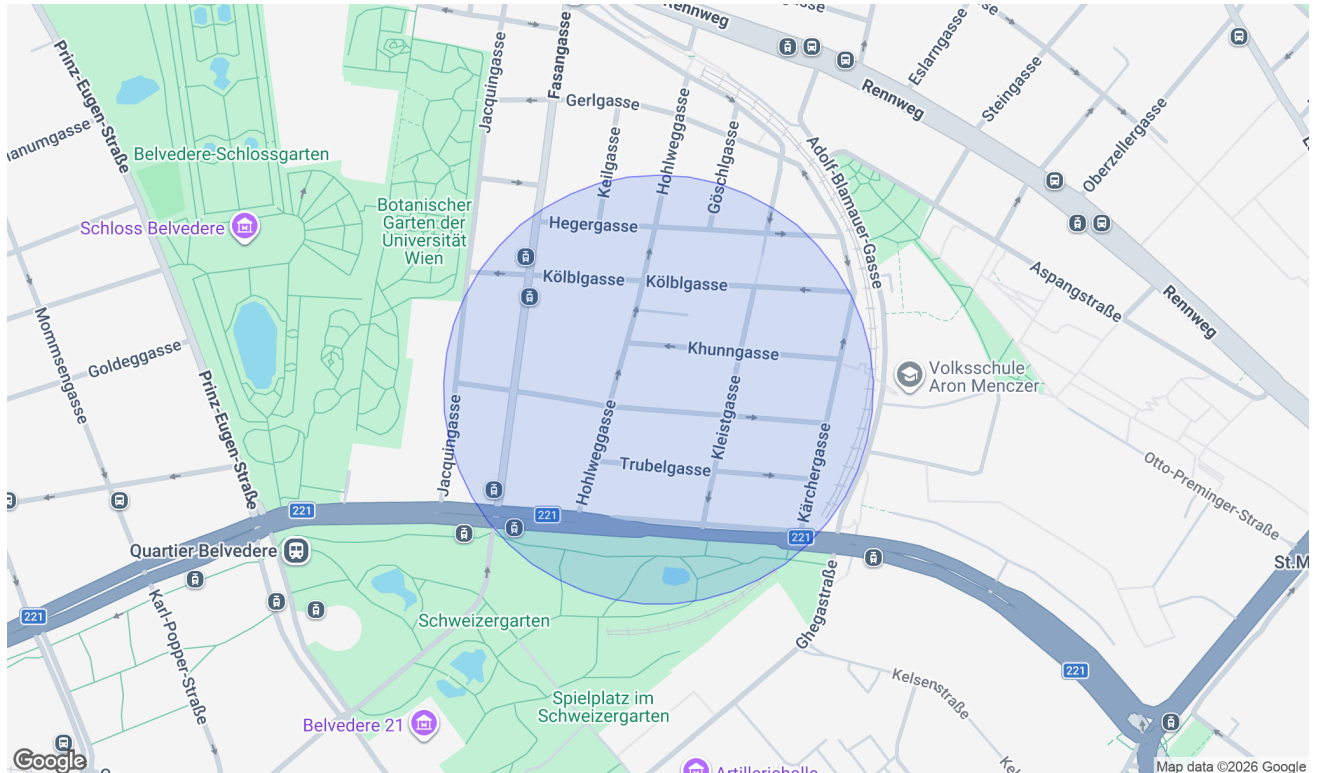 Rennweg
Prinz-Eugen-Straße
Jacquingasse
Fasangasse
Gerlgasse
Hohlweggasse
Keilgasse
Göschlgasse
Eslarngasse
Steingasse
Rennweg
Oberzellergasse
Adolf-Blamauer-Gasse
Belvedere-Schlossgarten
Schloss Belvedere
Botanischer
Garten der
Universität
Wien
Hegergasse
Kölblgasse
Kölblgasse
Aspangstraße
Rennweg
Mommsengasse
Goldeggasse
Khunngasse
Volksschule
Aron Menczer
Prinz-Eugen-Straße
Jacquingasse
Hohlweggasse
Kleistgasse
Kärchergasse
Trubelgasse
Otto-Preminger-Straße
221
221
221
Quartier Belvedere
221
Karl-Popper-Straße
Schweizergarten
Ghegastraße
Kelsenstraße
221
Spielplatz im
Schweizergarten
Belvedere 21
Google
Map data ©2026 Google